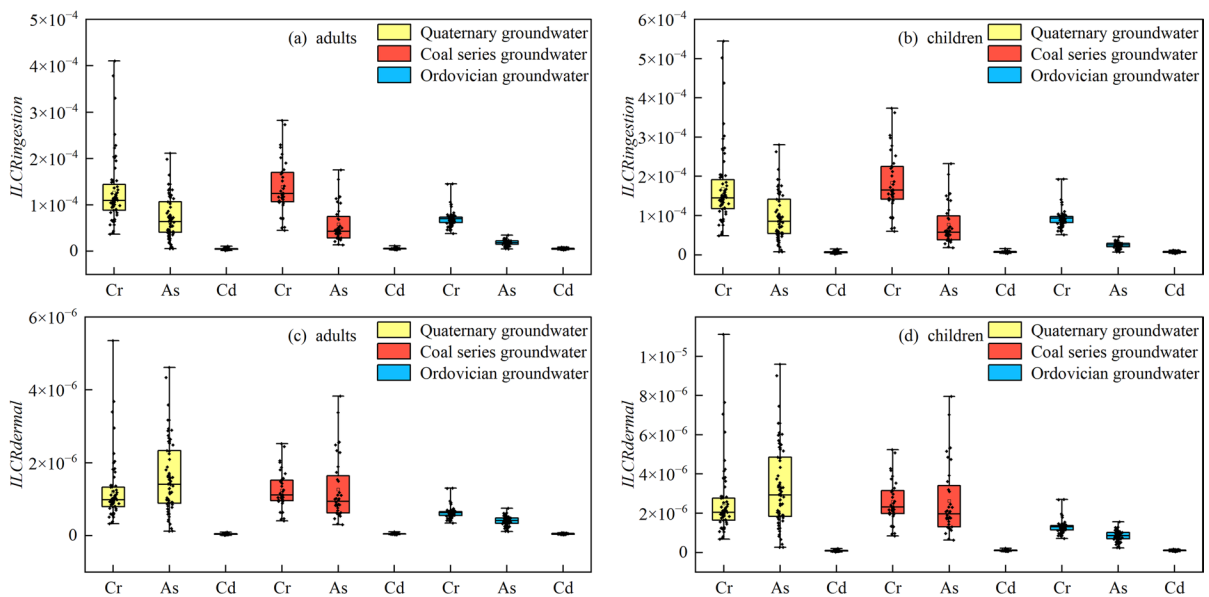 5×10⁻⁴
4×10⁻⁴
3×10⁻⁴
2×10⁻⁴
1×10⁻⁴
0
ILCRingestion
(a) adults
Quaternary groundwater
Coal series groundwater
Ordovician groundwater
Cr As Cd Cr As Cd Cr As Cd
6×10⁻⁴
5×10⁻⁴
4×10⁻⁴
3×10⁻⁴
2×10⁻⁴
1×10⁻⁴
0
ILCRingestion
(b) children
Quaternary groundwater
Coal series groundwater
Ordovician groundwater
Cr As Cd Cr As Cd Cr As Cd
6×10⁻⁶
4×10⁻⁶
2×10⁻⁶
0
ILCRdermal
(c) adults
Quaternary groundwater
Coal series groundwater
Ordovician groundwater
Cr As Cd Cr As Cd Cr As Cd
1×10⁻⁵
8×10⁻⁶
6×10⁻⁶
4×10⁻⁶
2×10⁻⁶
0
ILCRdermal
(d) children
Quaternary groundwater
Coal series groundwater
Ordovician groundwater
Cr As Cd Cr As Cd Cr As Cd